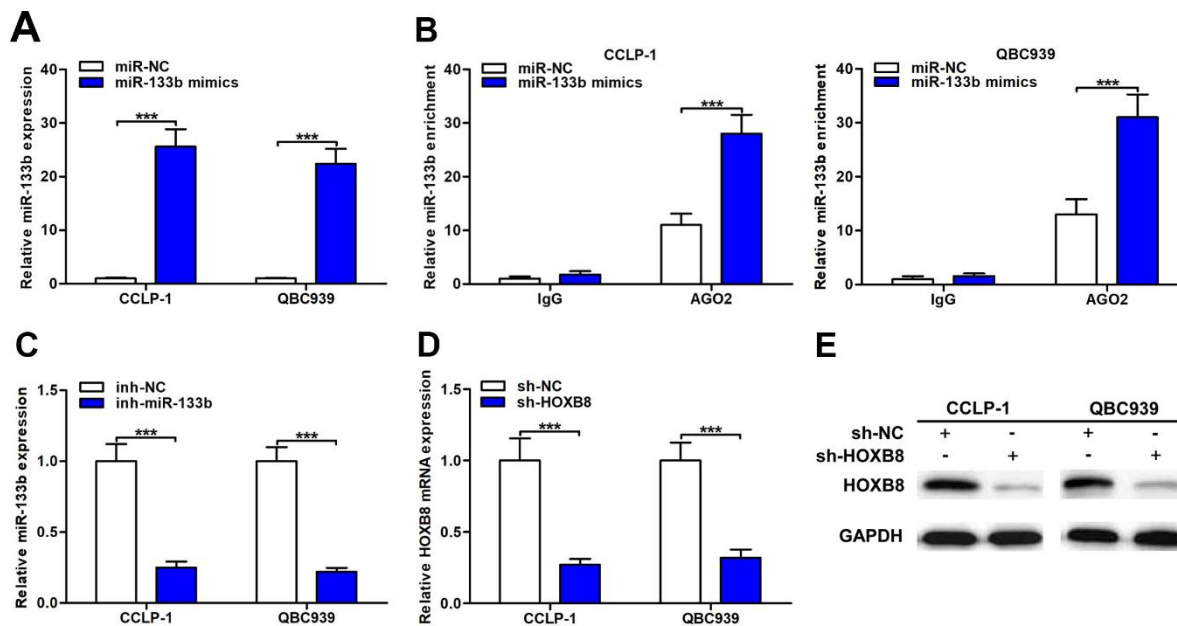 A
Relative miR-133b expression
miR-NC
miR-133b mimics
40
30
20
10
0
***
***
CCLP-1
QBC939
B
CCLP-1
Relative miR-133b enrichment
miR-NC
miR-133b mimics
40
30
20
10
0
***
IgG
AGO2
QBC939
Relative miR-133b enrichment
miR-NC
miR-133b mimics
40
30
20
10
0
***
IgG
AGO2
C
Relative miR-133b expression
inh-NC
inh-miR-133b
1.5
1.0
0.5
0.0
***
***
CCLP-1
QBC939
D
Relative HOXB8 mRNA expression
sh-NC
sh-HOXB8
1.5
1.0
0.5
0.0
***
***
CCLP-1
QBC939
E
CCLP-1 QBC939
sh-NC + - + -
sh-HOXB8 - + - +
HOXB8
GAPDH